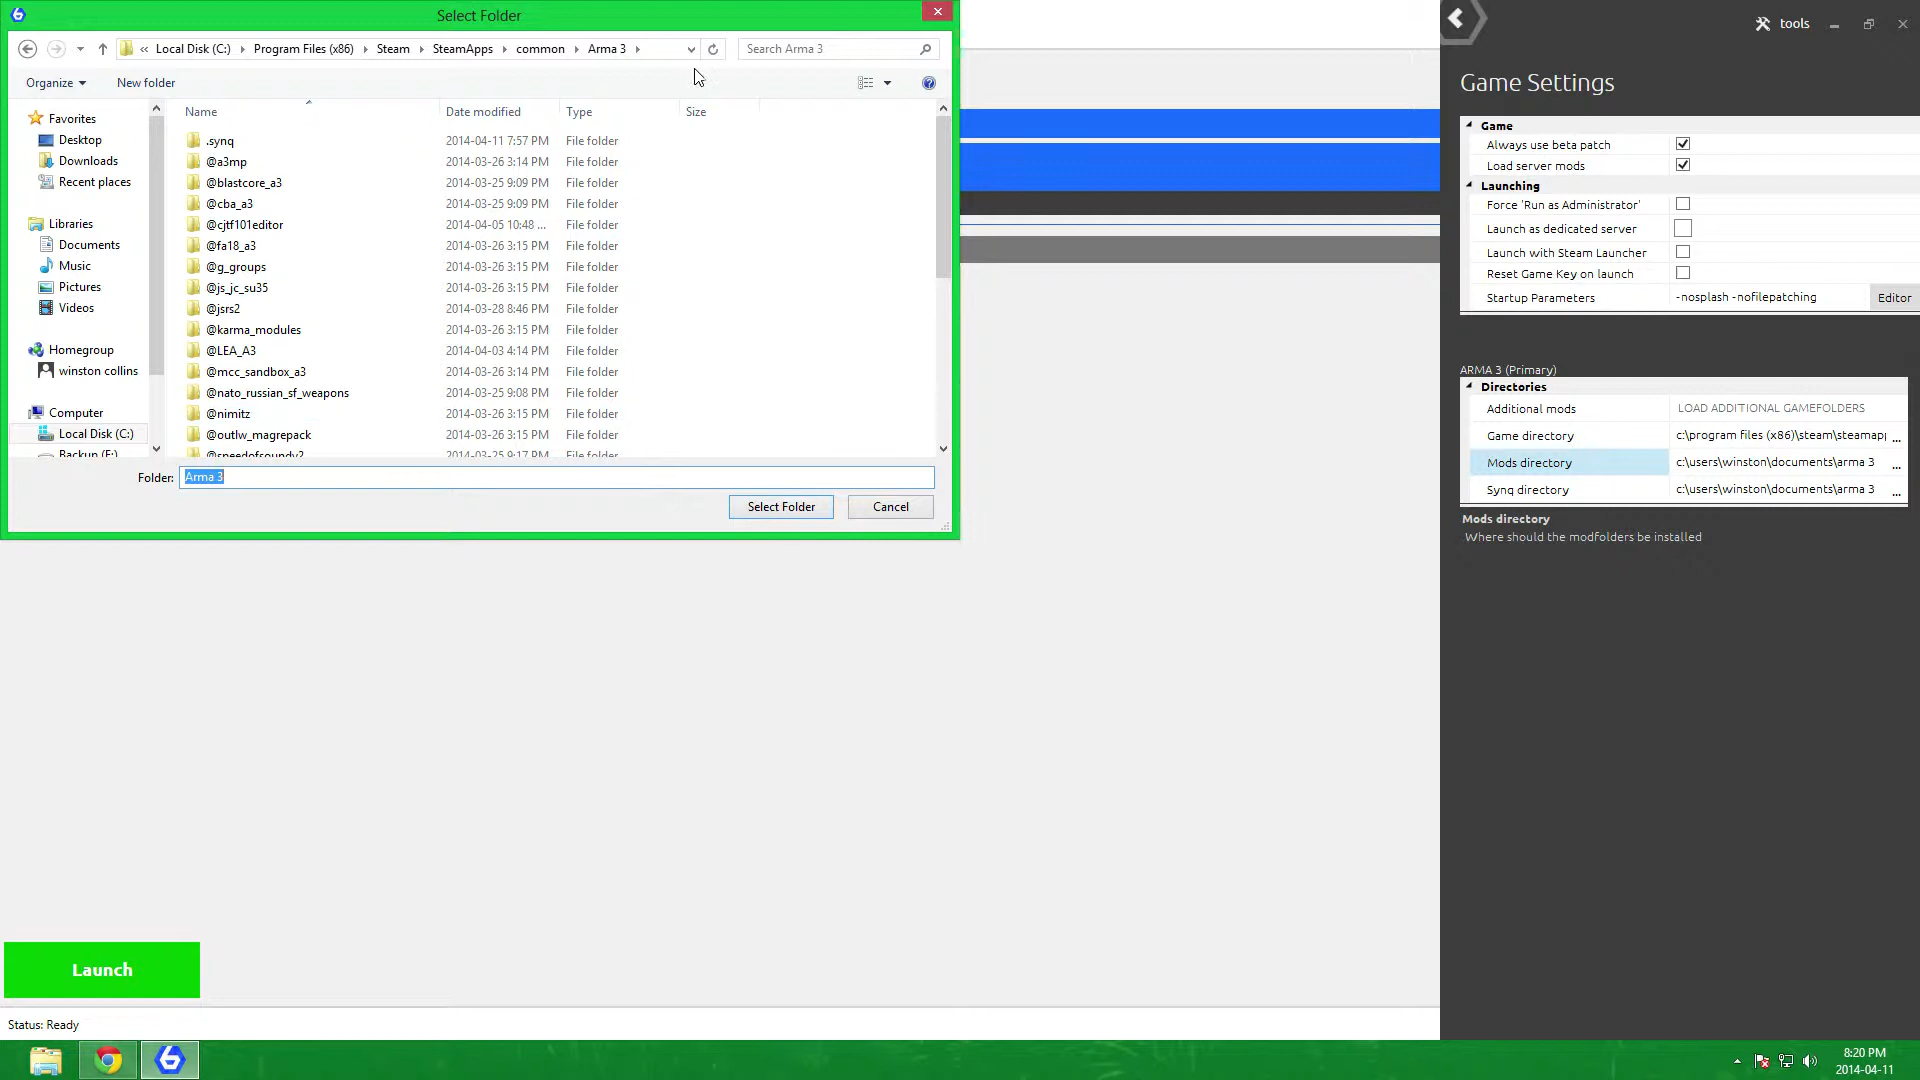 Select Folder
« Local Disk (C:) Program Files (x86) Steam SteamApps common Arma 3
Search Arma 3
Organize
New folder
Name
Date modified
Type
Size
Favorites
Desktop
Downloads
Recent places
Libraries
Documents
Music
Pictures
Videos
Homegroup
winston collins
Computer
Local Disk (C:)
Backup (F:)
.synq 2014-04-11 7:57 PM File folder
@a3mp 2014-03-26 3:14 PM File folder
@blastcore_a3 2014-03-25 9:09 PM File folder
@cba_a3 2014-03-25 9:09 PM File folder
@cjtf101editor 2014-04-05 10:48 ... File folder
@fa18_a3 2014-03-26 3:15 PM File folder
@g_groups 2014-03-26 3:15 PM File folder
@js_jc_su35 2014-03-26 3:15 PM File folder
@jsrs2 2014-03-28 8:46 PM File folder
@karma_modules 2014-03-26 3:15 PM File folder
@LEA_A3 2014-04-03 4:14 PM File folder
@mcc_sandbox_a3 2014-03-26 3:14 PM File folder
@nato_russian_sf_weapons 2014-03-25 9:08 PM File folder
@nimitz 2014-03-26 3:15 PM File folder
@outlw_magrepack 2014-03-26 3:15 PM File folder
@speedofsoundv2 2014-03-25 9:17 PM File folder
Folder: Arma 3
Select Folder
Cancel
Launch
Status: Ready
tools
Game Settings
Game
Always use beta patch
Load server mods
Launching
Force 'Run as Administrator'
Launch as dedicated server
Launch with Steam Launcher
Reset Game Key on launch
Startup Parameters -nosplash -nofilepatching Editor
ARMA 3 (Primary)
Directories
Additional mods LOAD ADDITIONAL GAMEFOLDERS
Game directory c:\program files (x86)\steam\steamapp ...
Mods directory c:\users\winston\documents\arma 3 ...
Synq directory c:\users\winston\documents\arma 3 ...
Mods directory
Where should the modfolders be installed
8:20 PM
2014-04-11